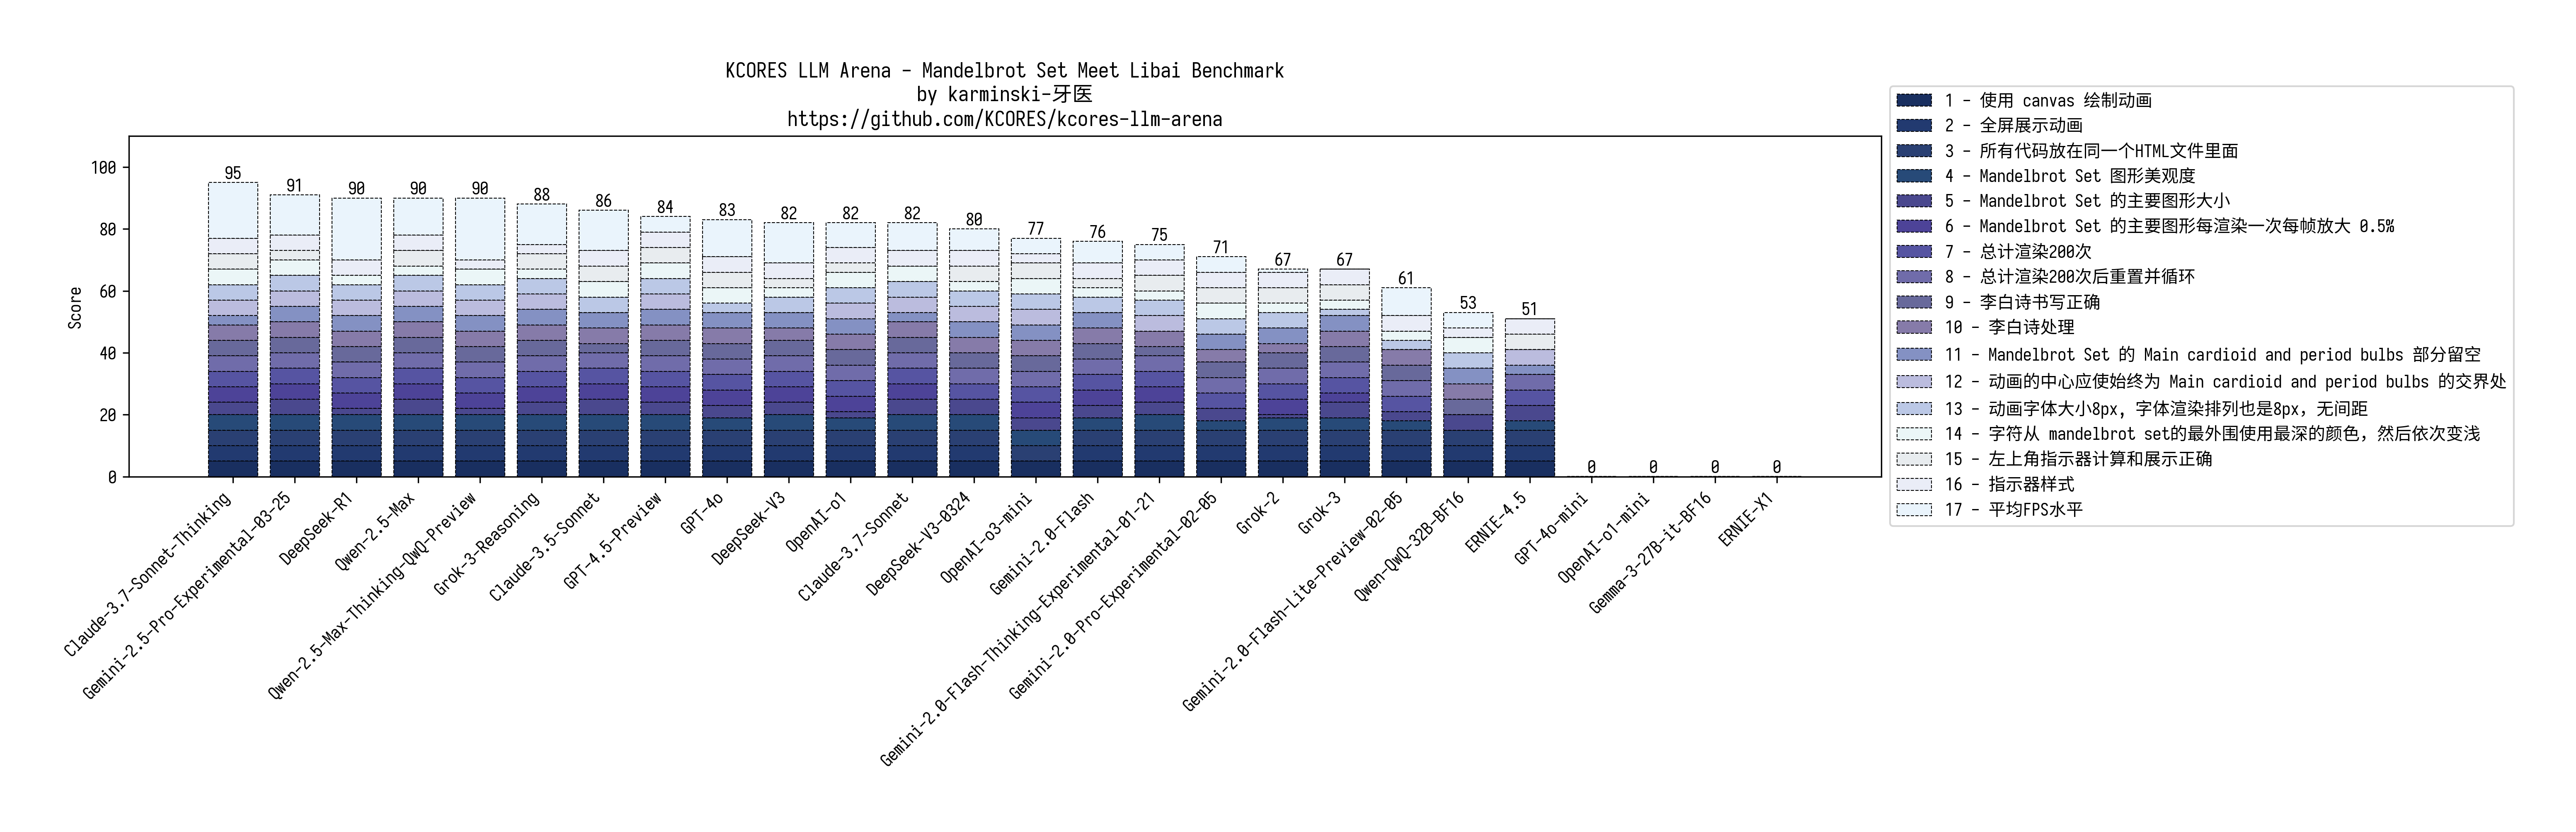 KCORES LLM Arena - Mandelbrot Set Meet Libai Benchmark
by karminski-牙医
https://github.com/KCORES/kcores-llm-arena
Score
100
80
60
40
20
0
95
91
90
90
90
88
86
84
83
82
82
82
80
77
76
75
71
67
67
61
53
51
0
0
0
0
Claude-3.7-Sonnet-Thinking
Gemini-2.5-Pro-Experimental-03-25
DeepSeek-R1
Qwen-2.5-Max
Qwen-2.5-Max-Thinking-QwQ-Preview
Grok-3-Reasoning
Claude-3.5-Sonnet
GPT-4.5-Preview
GPT-4o
DeepSeek-V3
OpenAI-o1
Claude-3.7-Sonnet
DeepSeek-V3-0324
OpenAI-o3-mini
Gemini-2.0-Flash
Gemini-2.0-Flash-Thinking-Experimental-01-21
Gemini-2.0-Pro-Experimental-02-05
Grok-2
Grok-3
Gemini-2.0-Flash-Lite-Preview-02-05
Qwen-QwQ-32B-BF16
ERNIE-4.5
GPT-4o-mini
OpenAI-o1-mini
Gemma-3-27B-it-BF16
ERNIE-X1
1 - 使用 canvas 绘制动画
2 - 全屏展示动画
3 - 所有代码放在同一个HTML文件里面
4 - Mandelbrot Set 图形美观度
5 - Mandelbrot Set 的主要图形大小
6 - Mandelbrot Set 的主要图形每渲染一次每帧放大 0.5%
7 - 总计渲染200次
8 - 总计渲染200次后重置并循环
9 - 李白诗书写正确
10 - 李白诗处理
11 - Mandelbrot Set 的 Main cardioid and period bulbs 部分留空
12 - 动画的中心应使始终为 Main cardioid and period bulbs 的交界处
13 - 动画字体大小8px, 字体渲染排列也是8px，无间距
14 - 字符从 mandelbrot set的最外围使用最深的颜色，然后依次变浅
15 - 左上角指示器计算和展示正确
16 - 指示器样式
17 - 平均FPS水平